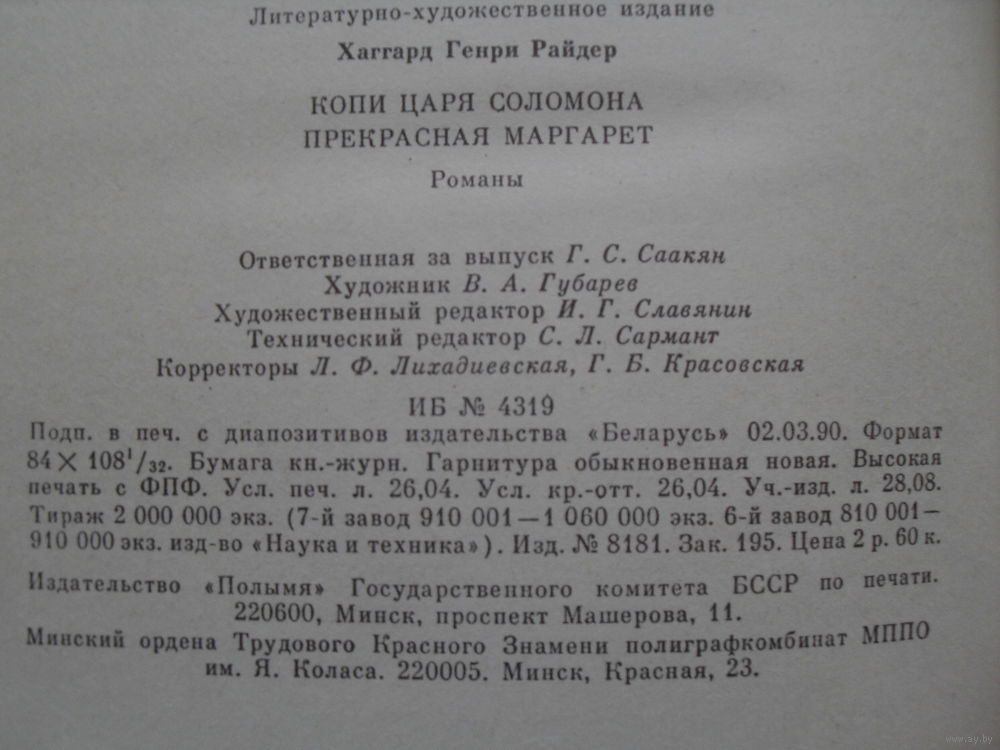 Литературно-художественное издание
Хаггард Генри Райдер
КОПИ ЦАРЯ СОЛОМОНА
ПРЕКРАСНАЯ МАРГАРЕТ
Романы
Ответственная за выпуск Г. С. Саакян
Художник В. А. Губарев
Художественный редактор И. Г. Славянин
Технический редактор С. Л. Сармант
Корректоры Л. Ф. Лихадиевская, Г. Б. Красовская
ИБ № 4319
Подп. в печ. с диапозитивов издательства «Беларусь» 02.03.90. Формат
84×108¹/₃₂. Бумага кн.-журн. Гарнитура обыкновенная новая. Высокая
печать с ФПФ. Усл. печ. л. 26,04. Усл. кр.-отт. 26,04. Уч.-изд. л. 28,08.
Тираж 2 000 000 экз. (7-й завод 910 001—1 060 000 экз. 6-й завод 810 001—
910 000 экз. изд-во «Наука и техника»). Изд. № 8181. Зак. 195. Цена 2 р. 60 к.
Издательство «Полымя» Государственного комитета БССР по печати.
220600, Минск, проспект Машерова, 11.
Минский ордена Трудового Красного Знамени полиграфкомбинат МППО
им. Я. Коласа. 220005. Минск, Красная, 23.
www.ay.by